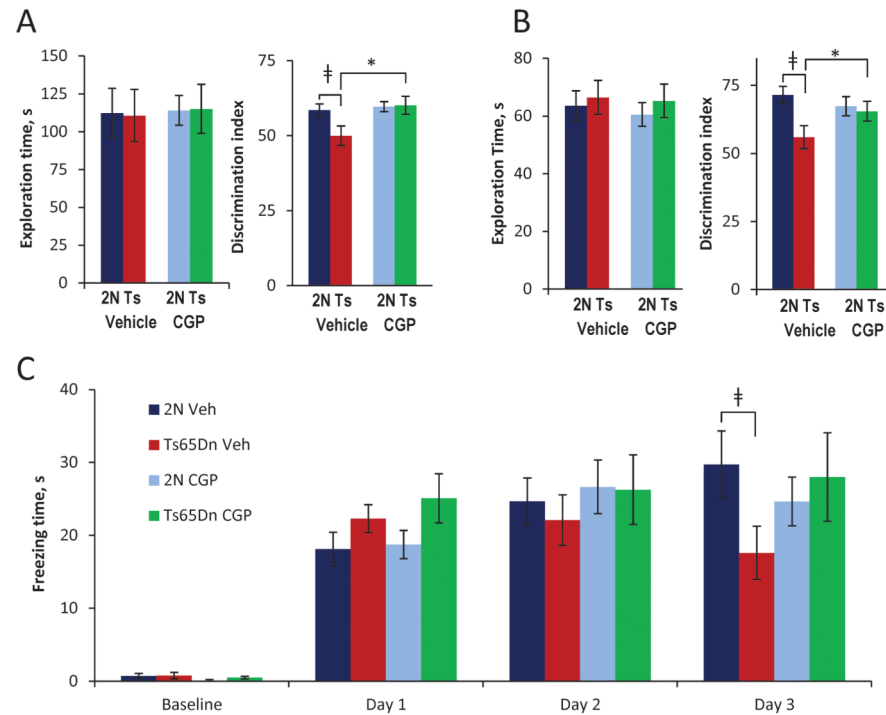 A
Exploration time, s
150
125
100
75
50
25
0
2N Ts 2N Ts
Vehicle CGP
Discrimination index
75
50
25
0
ǂ
*
2N Ts 2N Ts
Vehicle CGP
B
Exploration Time, s
80
60
40
20
0
2N Ts 2N Ts
Vehicle CGP
Discrimination index
75
50
25
0
ǂ
*
2N Ts 2N Ts
Vehicle CGP
C
Freezing time, s
40
30
20
10
0
2N Veh
Ts65Dn Veh
2N CGP
Ts65Dn CGP
ǂ
Baseline Day 1 Day 2 Day 3